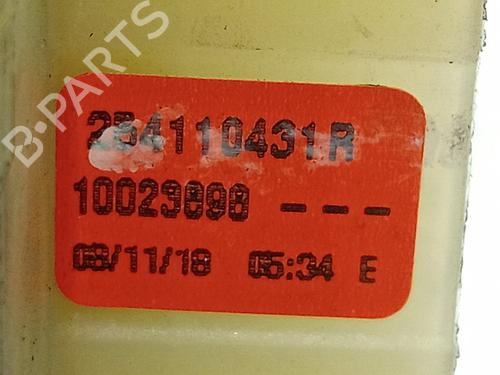 B-PARTS
254110431R
10023898 ---
08/11/18 05:34 E